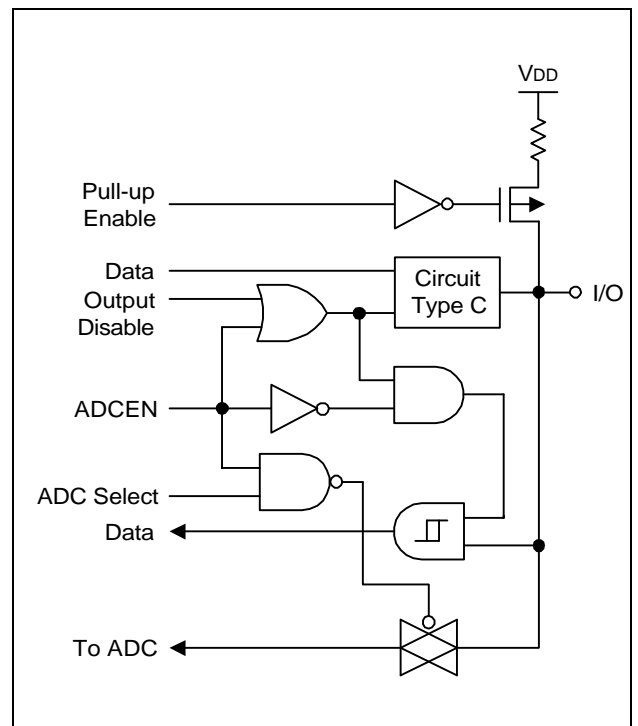 VDD
Pull-up
Enable
Data
Output
Disable
Circuit
Type C
I/O
ADCEN
ADC Select
Data
To ADC